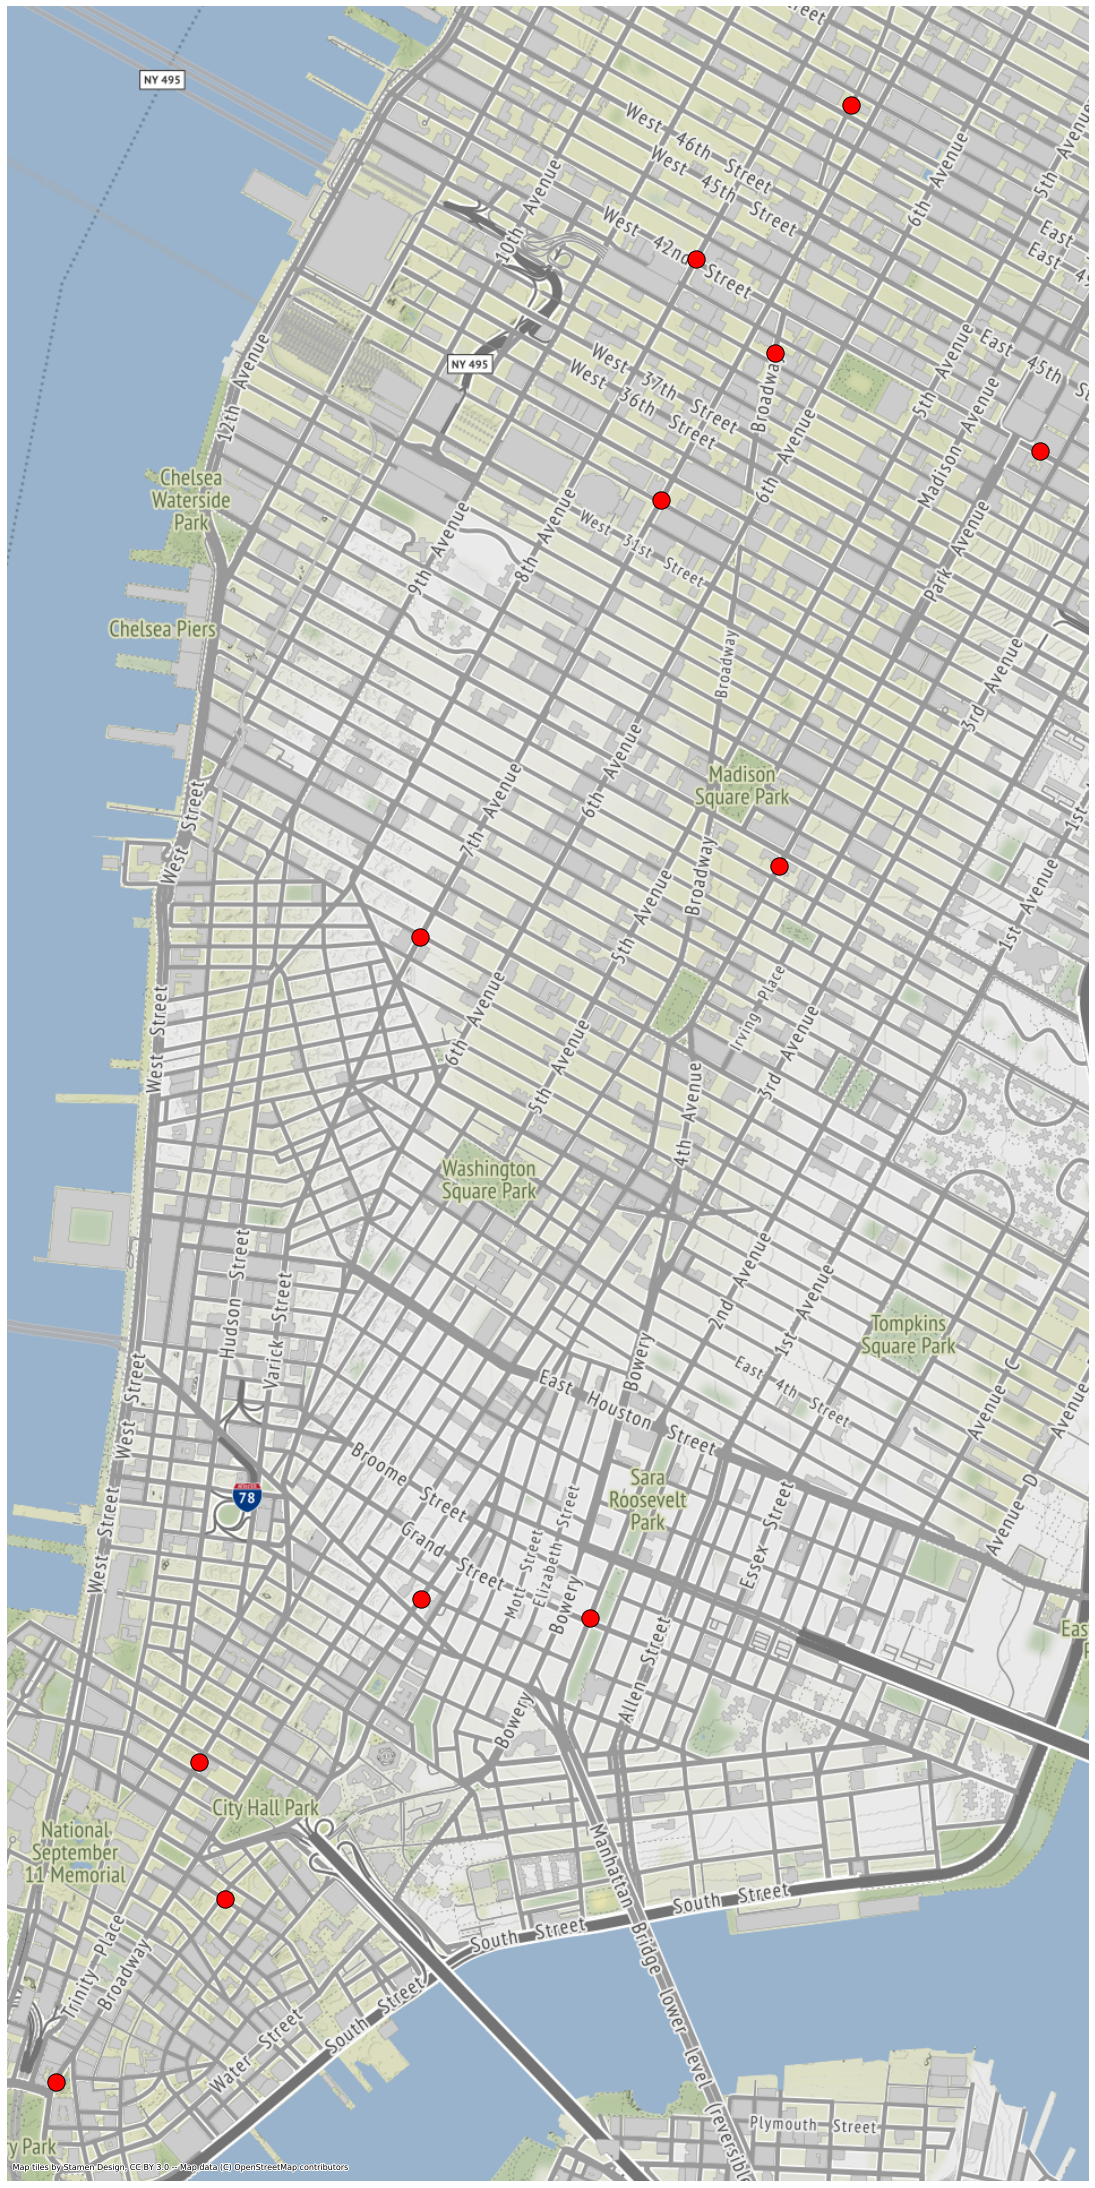 NY 495
West 46th Street
West 45th Street
5th Avenue
6th Avenue
10th Avenue
West 42nd Street
East
East 4
East 45th St
12th Avenue
NY 495
West 37th Street
West 36th Street
Broadway
5th Avenue
Madison Avenue
6th Avenue
Chelsea
Waterside
Park
West 31st Street
9th Avenue
8th Avenue
Park Avenue
Chelsea Piers
Broadway
3rd Avenue
6th Avenue
Madison
Square Park
West Street
7th Avenue
1st
Broadway
5th Avenue
1st Avenue
West Street
6th Avenue
Irving Place
5th Avenue
3rd Avenue
4th Avenue
Washington
Square Park
Hudson Street
Varick Street
2nd Avenue
1st Avenue
Tompkins
Square Park
West Street
East Houston Street
Bowery
East 4th Street
Avenue C
Avenue D
Broome Street
Sara
Roosevelt
Park
78
West Street
Grand Street
Mott Street
Elizabeth Street
Bowery
Essex Street
Allen Street
Bowery
East
City Hall Park
National
September
11 Memorial
Manhattan Bridge lower level (reversible
South Street
South Street
Trinity Place
Broadway
South Street
Water Street
Plymouth Street
ry Park
Map tiles by Stamen Design, CC BY 3.0 -- Map data (C) OpenStreetMap contributors